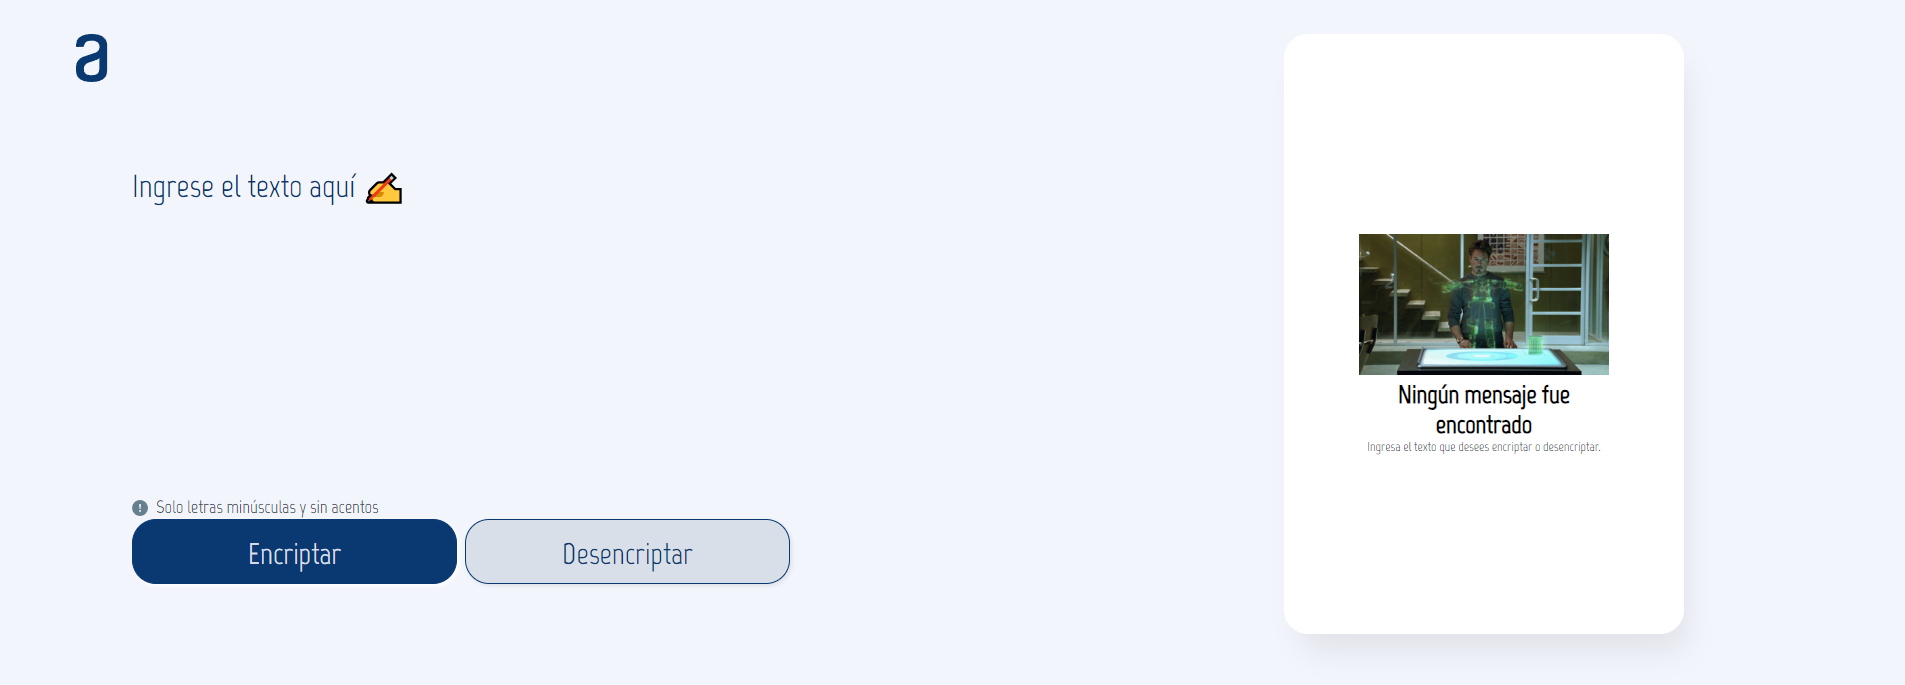 a
Ingrese el texto aquí ✍
Solo letras minúsculas y sin acentos
Encriptar
Desencriptar
Ningún mensaje fue
encontrado
Ingresa el texto que desees encriptar o desencriptar.